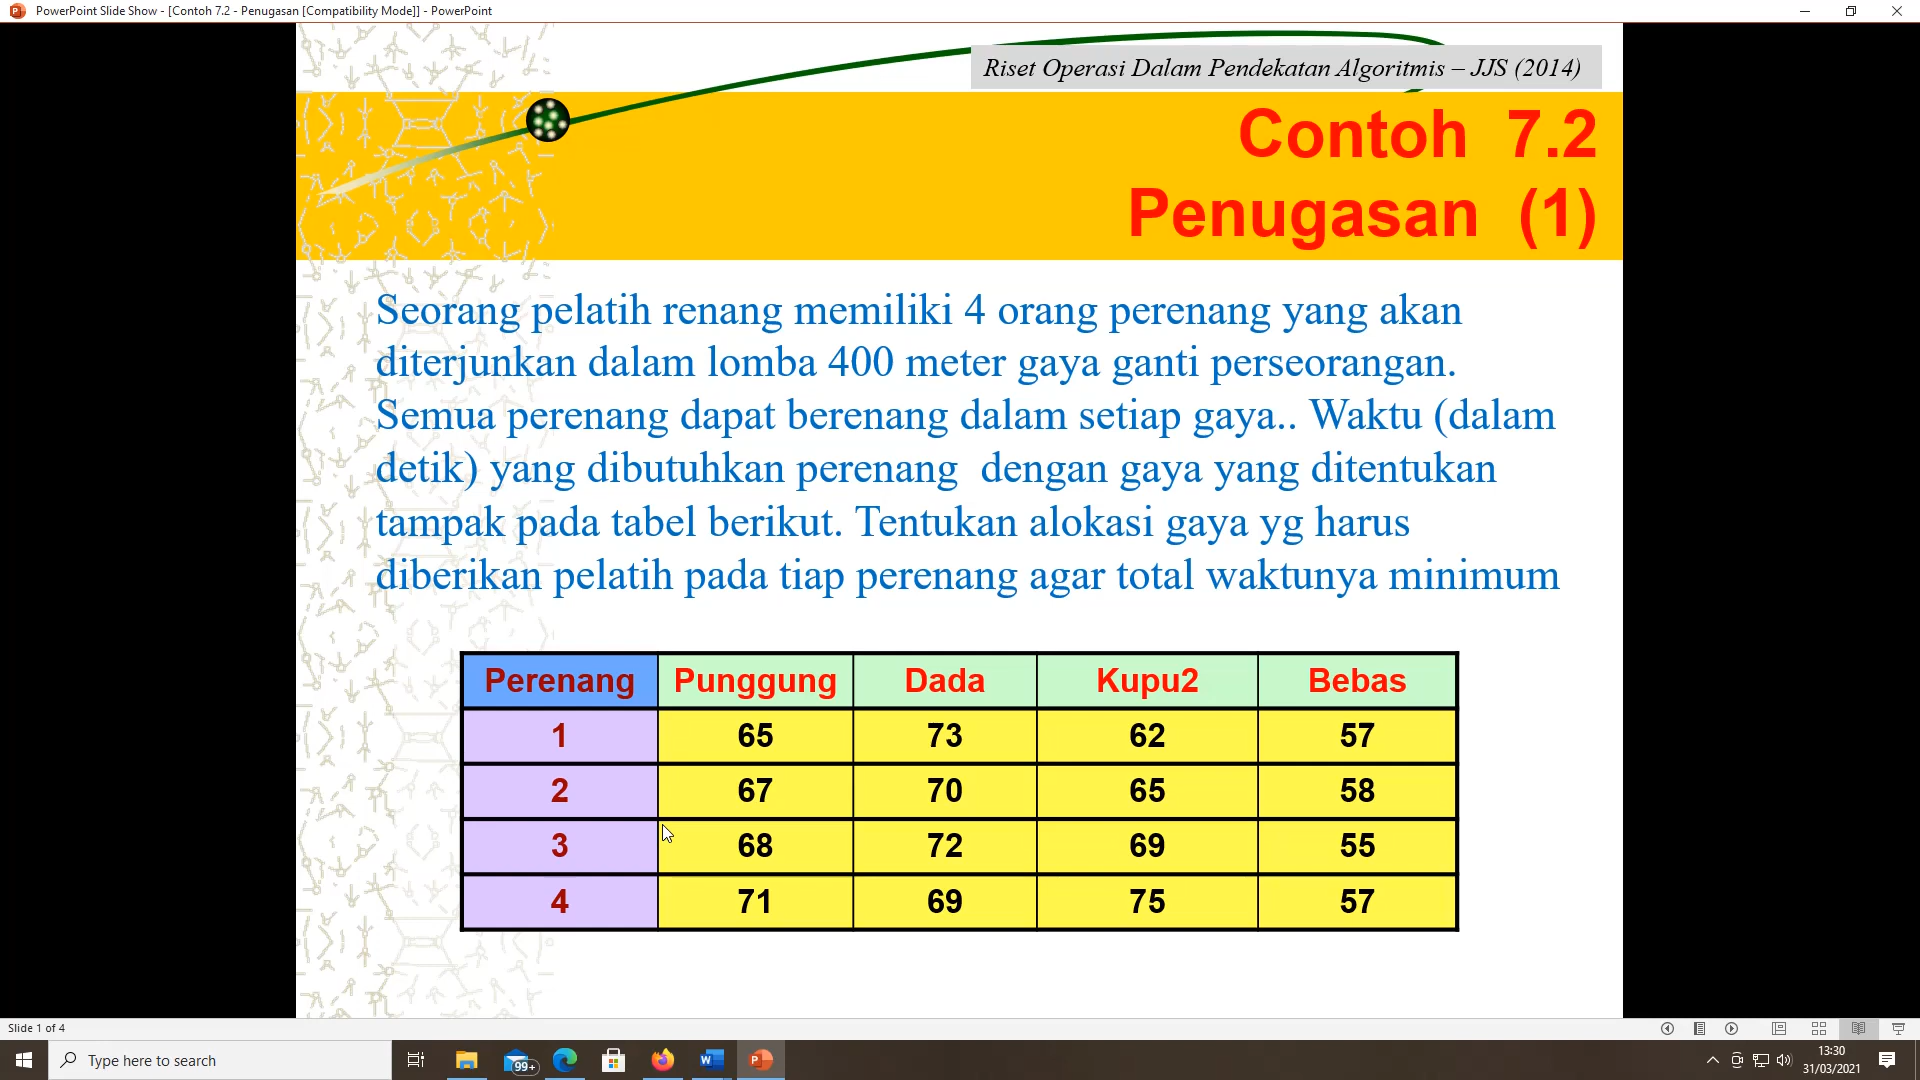 PowerPoint Slide Show - [Contoh 7.2 - Penugasan [Compatibility Mode]] - PowerPoint
Riset Operasi Dalam Pendekatan Algoritmis – JJS (2014)
Contoh 7.2
Penugasan (1)
Seorang pelatih renang memiliki 4 orang perenang yang akan
diterjunkan dalam lomba 400 meter gaya ganti perseorangan.
Semua perenang dapat berenang dalam setiap gaya.. Waktu (dalam
detik) yang dibutuhkan perenang dengan gaya yang ditentukan
tampak pada tabel berikut. Tentukan alokasi gaya yg harus
diberikan pelatih pada tiap perenang agar total waktunya minimum
Perenang Punggung Dada Kupu2 Bebas
1 65 73 62 57
2 67 70 65 58
3 68 72 69 55
4 71 69 75 57
Slide 1 of 4
Type here to search
99+
13:30
31/03/2021